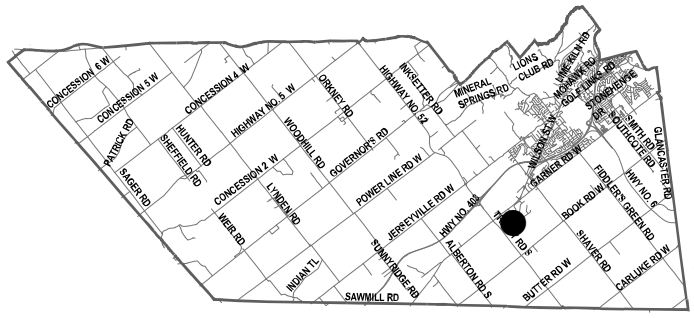 CONCESSION 6 W
CONCESSION 5 W
CONCESSION 4 W
HIGHWAY NO. 5 W
ORKNEY RD
HIGHWAY NO. 52
INKSETTER RD
MINERAL
SPRINGS RD
LIONS
CLUB RD
LIME KILN RD
MOHAWK RD
GOLF LINKS RD
STONEHENGE
DR
SMITH RD
SOUTHCOTE RD
GLANCASTER RD
PATRICK RD
HUNTER RD
SHEFFIELD RD
SAGER RD
WOODHILL RD
GOVERNOR'S RD
CONCESSION 2 W
LYNDEN RD
WEIR RD
POWER LINE RD W
JERSEYVILLE RD W
WILSON ST W
GARNER RD W
HWY NO. 403
HWY NO. 6
FIDDLER'S GREEN RD
BOOK RD W
SHAVER RD
CARLUKE RD W
BUTTER RD W
ALBERTON RD S
SUNNYRIDGE RD
INDIAN TL
SAWMILL RD
RD S